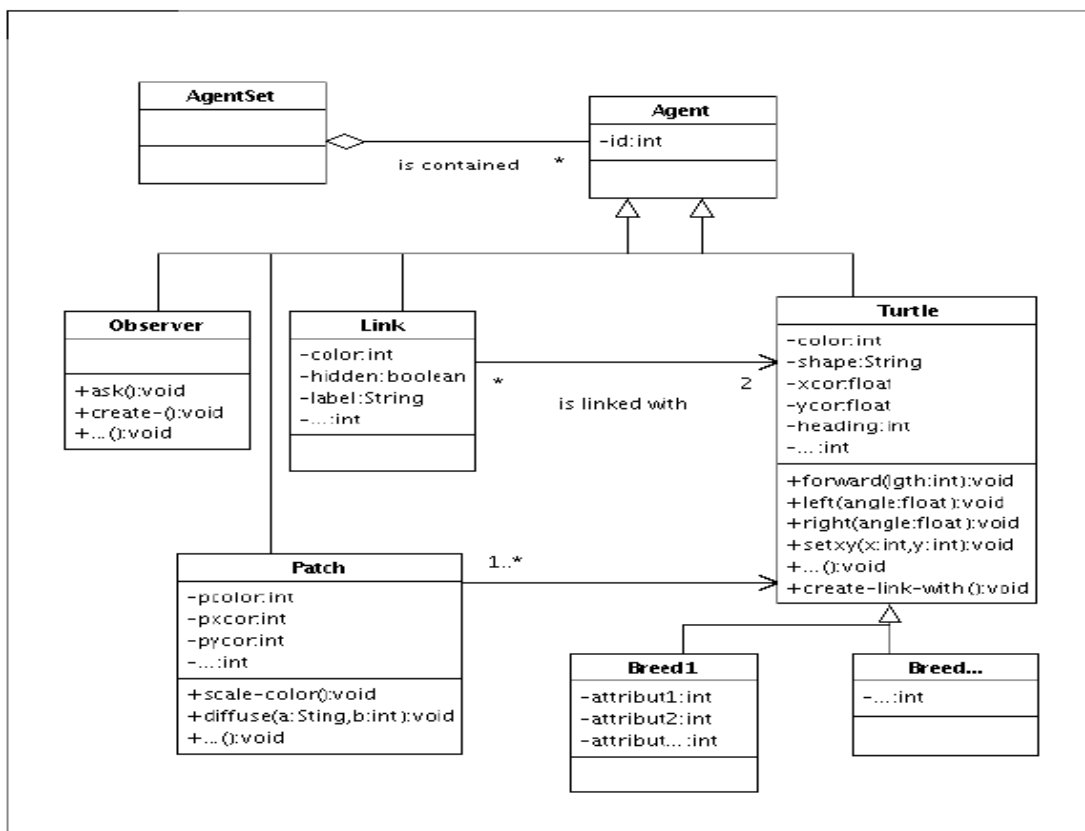 AgentSet
Agent
-id:int
is contained
*
Observer
+ask():void
+create-():void
+...():void
Link
-color:int
-hidden:boolean
-label:String
-...:int
*
is linked with
2
Turtle
-color:int
-shape:String
-xcor:float
-ycor:float
-heading:int
-...:int
+forward(lgth:int):void
+left(angle:float):void
+right(angle:float):void
+setxy(x:int,y:int):void
+...():void
+create-link-with():void
Patch
-pcolor:int
-pxcor:int
-pycor:int
-...:int
+scale-color():void
+diffuse(a:Sting,b:int):void
+...():void
1..*
Breed1
-attribut1:int
-attribut2:int
-attribut...:int
Breed...
-...:int